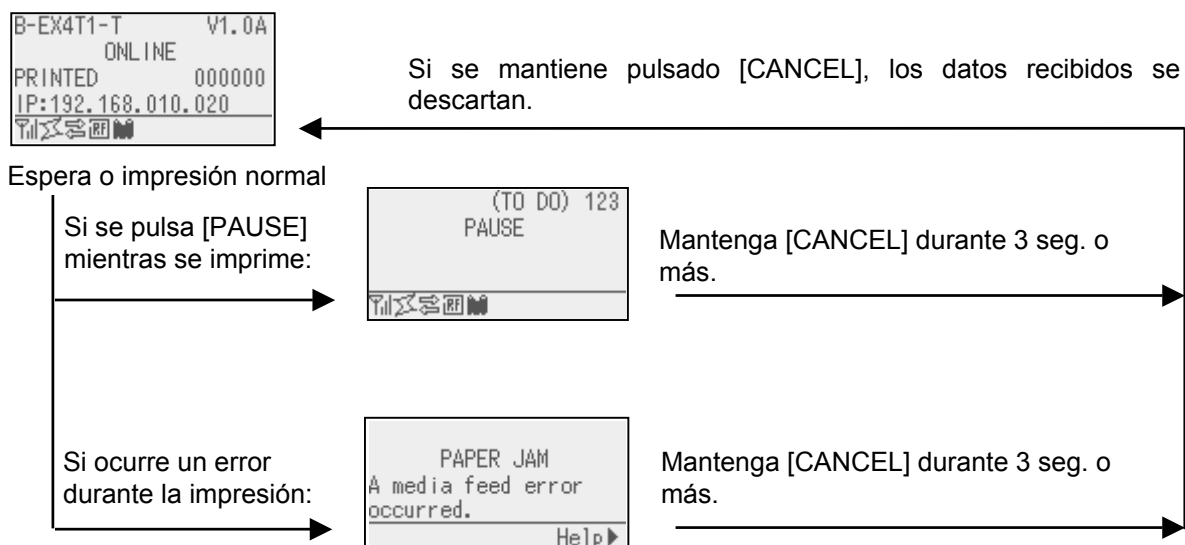 B-EX4T1-T V1.0A
ONLINE
PRINTED 000000
IP:192.168.010.020
RF
Si se mantiene pulsado [CANCEL], los datos recibidos se
descartan.
Espera o impresión normal
Si se pulsa [PAUSE]
mientras se imprime:
(TO DO) 123
PAUSE
RF
Mantenga [CANCEL] durante 3 seg. o
más.
Si ocurre un error
durante la impresión:
PAPER JAM
A media feed error
occurred.
Help
Mantenga [CANCEL] durante 3 seg. o
más.